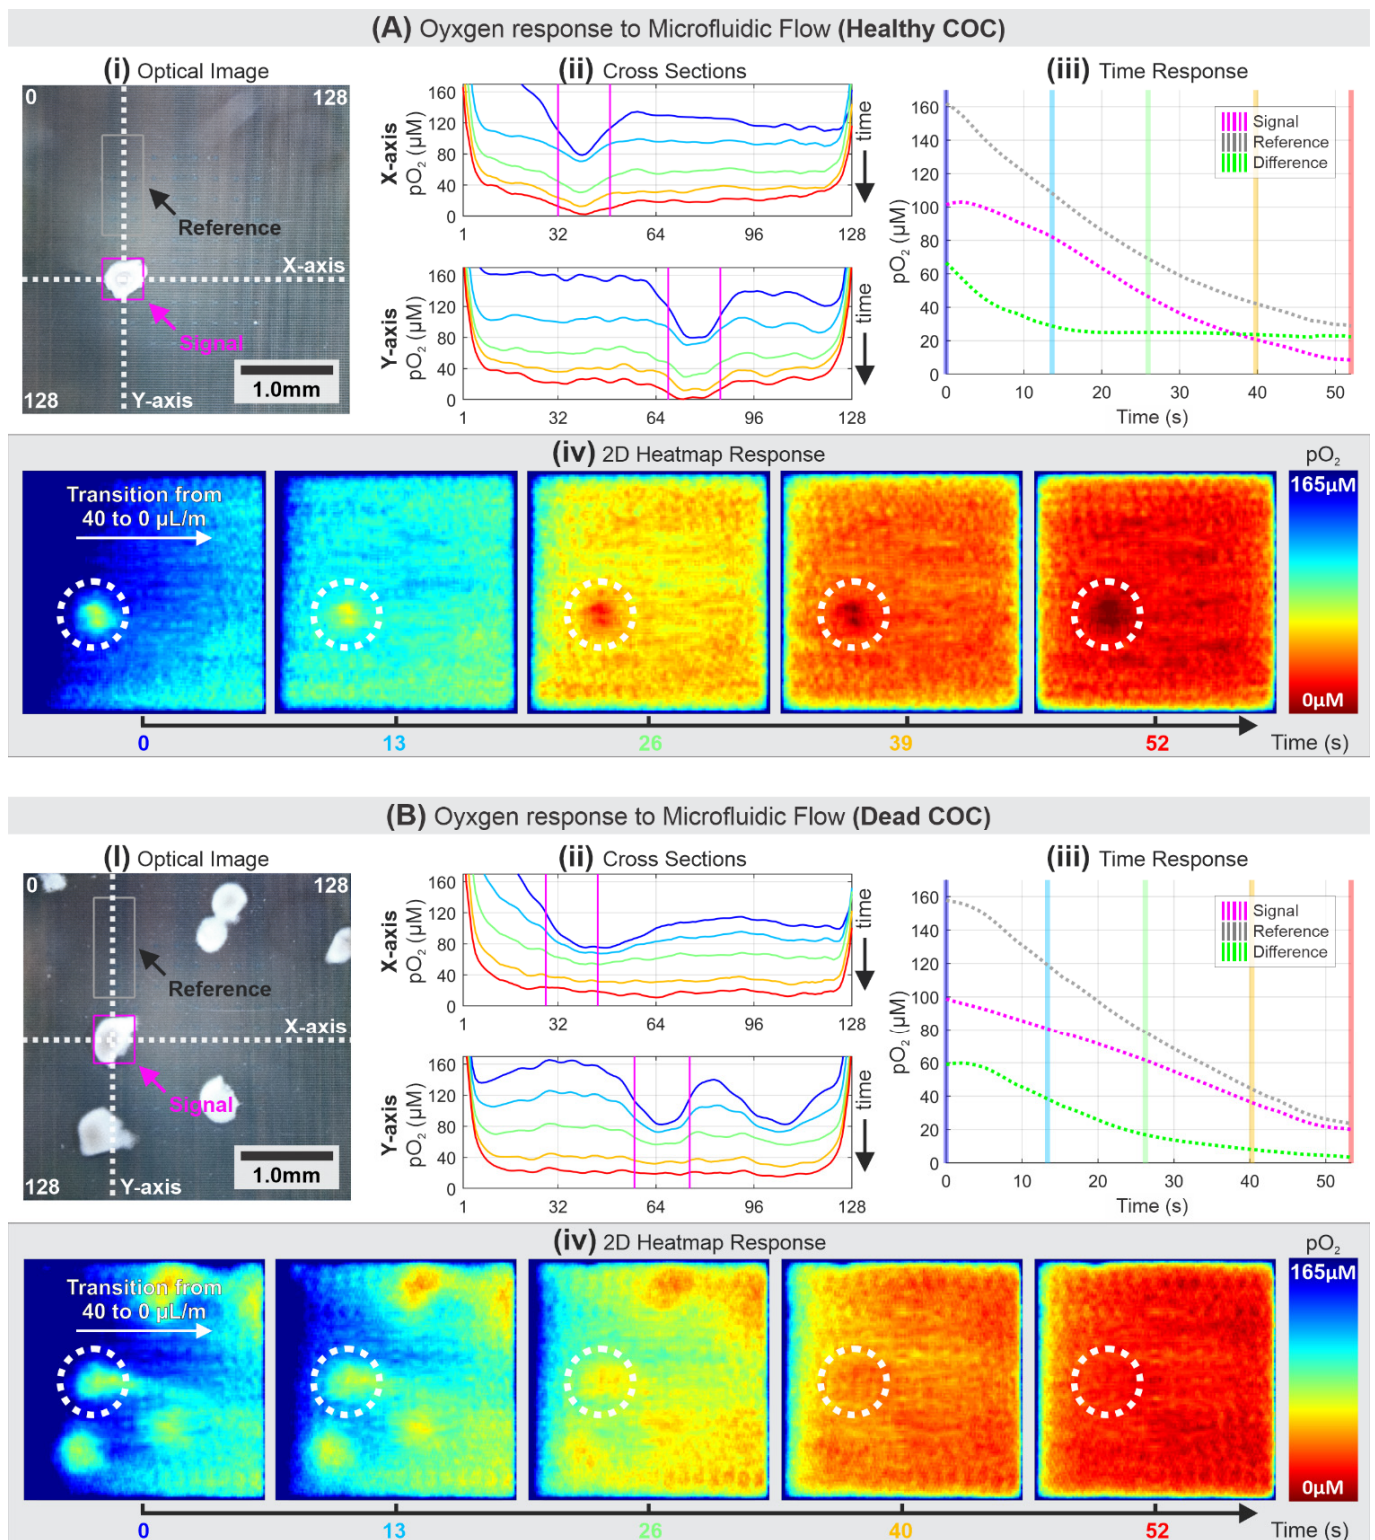 (A) Oyxgen response to Microfluidic Flow (Healthy COC)
(i) Optical Image
0
128
Reference
X-axis
Signal
1.0mm
128
Y-axis
(ii) Cross Sections
X-axis
pO2 (µM)
160
120
80
40
0
1
32
64
96
128
time
Y-axis
pO2 (µM)
160
120
80
40
0
1
32
64
96
128
time
(iii) Time Response
pO2 (µM)
160
140
120
100
80
60
40
20
0
Signal
Reference
Difference
0
10
20
30
40
50
Time (s)
(iv) 2D Heatmap Response
Transition from
40 to 0 µL/m
pO2
165µM
0µM
0
13
26
39
52
Time (s)
(B) Oyxgen response to Microfluidic Flow (Dead COC)
(I) Optical Image
0
128
Reference
X-axis
Signal
1.0mm
128
Y-axis
(ii) Cross Sections
X-axis
pO2 (µM)
160
120
80
40
0
1
32
64
96
128
time
Y-axis
pO2 (µM)
160
120
80
40
0
1
32
64
96
128
time
(iii) Time Response
pO2 (µM)
160
140
120
100
80
60
40
20
0
Signal
Reference
Difference
0
10
20
30
40
50
Time (s)
(iv) 2D Heatmap Response
Transition from
40 to 0 µL/m
pO2
165µM
0µM
0
13
26
40
52
Time (s)